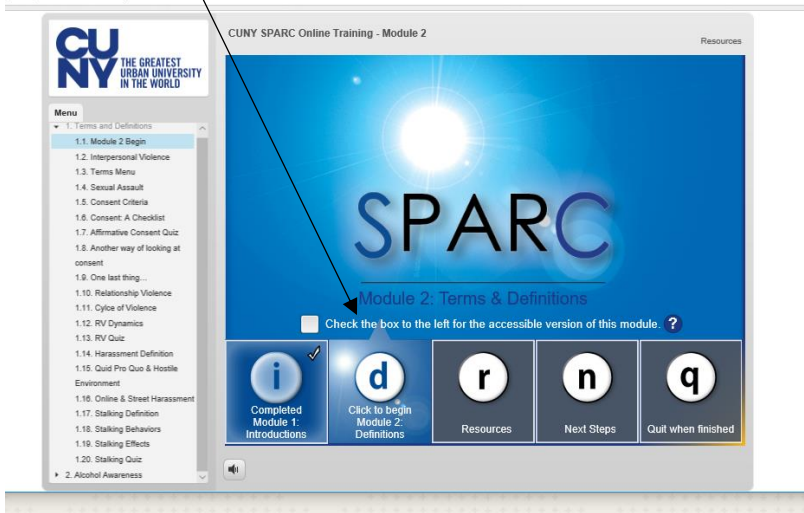 CUNY SPARC Online Training - Module 2
Resources
CU
NY
THE GREATEST
URBAN UNIVERSITY
IN THE WORLD
Menu
1. Terms and Definitions
1.1. Module 2 Begin
1.2. Interpersonal Violence
1.3. Terms Menu
1.4. Sexual Assault
1.5. Consent Criteria
1.6. Consent: A Checklist
1.7. Affirmative Consent Quiz
1.8. Another way of looking at
consent
1.9. One last thing...
1.10. Relationship Violence
1.11. Cylce of Violence
1.12. RV Dynamics
1.13. RV Quiz
1.14. Harassment Definition
1.15. Quid Pro Quo & Hostile
Environment
1.16. Online & Street Harassment
1.17. Stalking Definition
1.18. Stalking Behaviors
1.19. Stalking Effects
1.20. Stalking Quiz
2. Alcohol Awareness
SPARC
Module 2: Terms & Definitions
Check the box to the left for the accessible version of this module. ?
i
Completed
Module 1:
Introductions
d
Click to begin
Module 2:
Definitions
r
Resources
n
Next Steps
q
Quit when finished